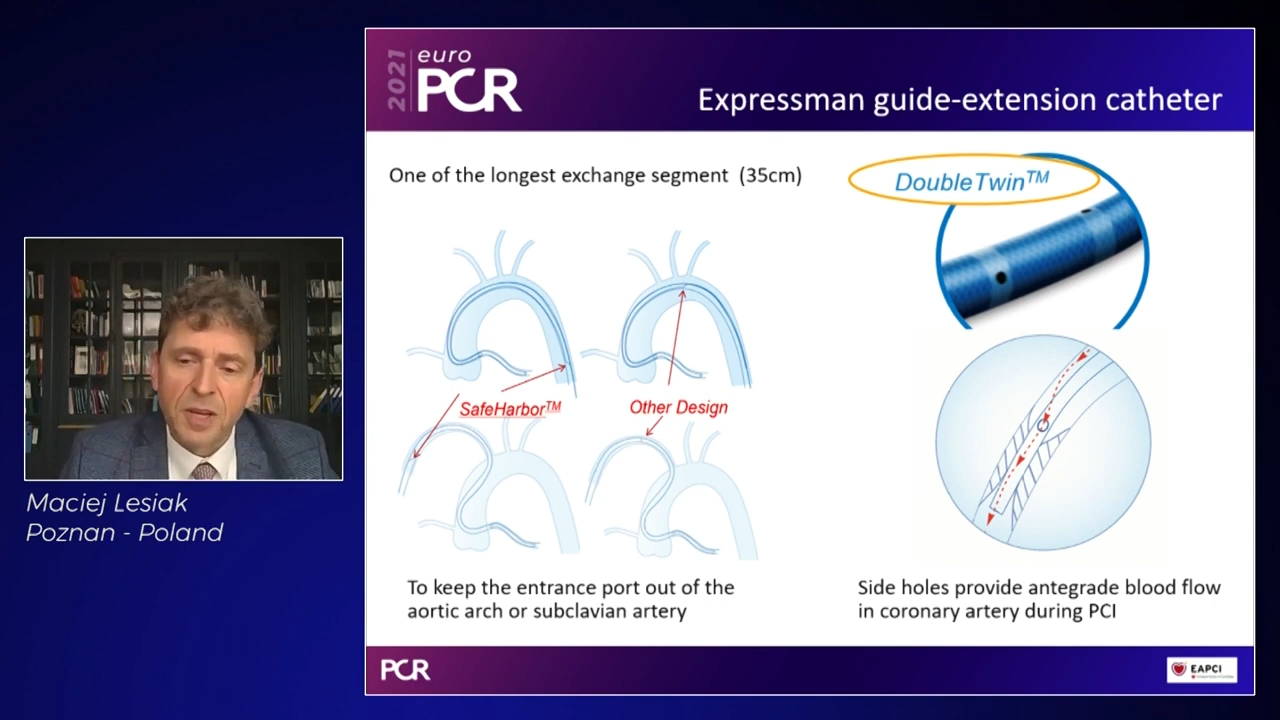 2021
euro
PCR
Expressman guide-extension catheter
One of the longest exchange segment (35cm)
DoubleTwin™
SafeHarbor™
Other Design
To keep the entrance port out of the
aortic arch or subclavian artery
Side holes provide antegrade blood flow
in coronary artery during PCI
Maciej Lesiak
Poznan - Poland
PCR
EAPCI